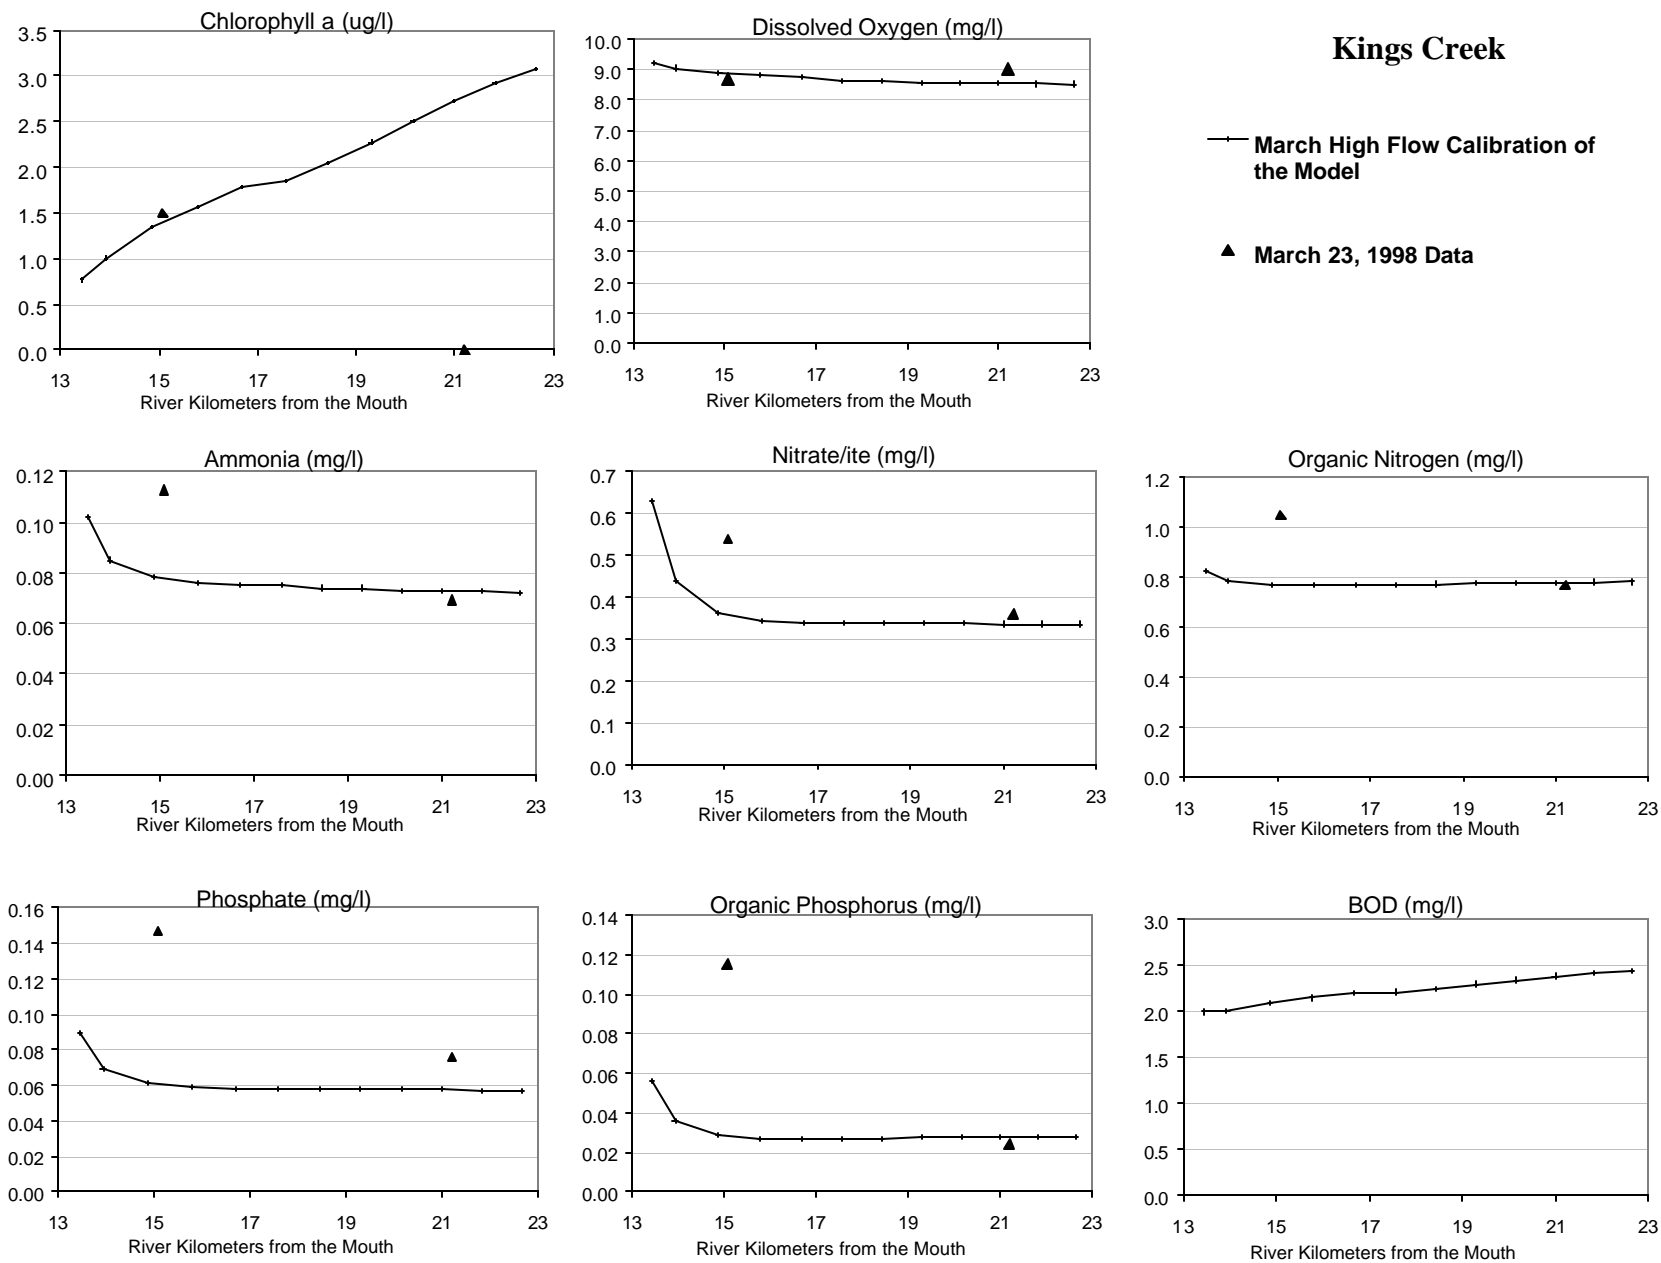 Chlorophyll a (ug/l)
3.5
3.0
2.5
2.0
1.5
1.0
0.5
0.0
13 15 17 19 21 23
River Kilometers from the Mouth
Dissolved Oxygen (mg/l)
10.0
9.0
8.0
7.0
6.0
5.0
4.0
3.0
2.0
1.0
0.0
13 15 17 19 21 23
River Kilometers from the Mouth
Kings Creek
March High Flow Calibration of
the Model
March 23, 1998 Data
Ammonia (mg/l)
0.12
0.10
0.08
0.06
0.04
0.02
0.00
13 15 17 19 21 23
River Kilometers from the Mouth
Nitrate/ite (mg/l)
0.7
0.6
0.5
0.4
0.3
0.2
0.1
0.0
13 15 17 19 21 23
River Kilometers from the Mouth
Organic Nitrogen (mg/l)
1.2
1.0
0.8
0.6
0.4
0.2
0.0
13 15 17 19 21 23
River Kilometers from the Mouth
Phosphate (mg/l)
0.16
0.14
0.12
0.10
0.08
0.06
0.04
0.02
0.00
13 15 17 19 21 23
River Kilometers from the Mouth
Organic Phosphorus (mg/l)
0.14
0.12
0.10
0.08
0.06
0.04
0.02
0.00
13 15 17 19 21 23
River Kilometers from the Mouth
BOD (mg/l)
3.0
2.5
2.0
1.5
1.0
0.5
0.0
13 15 17 19 21 23
River Kilometers from the Mouth